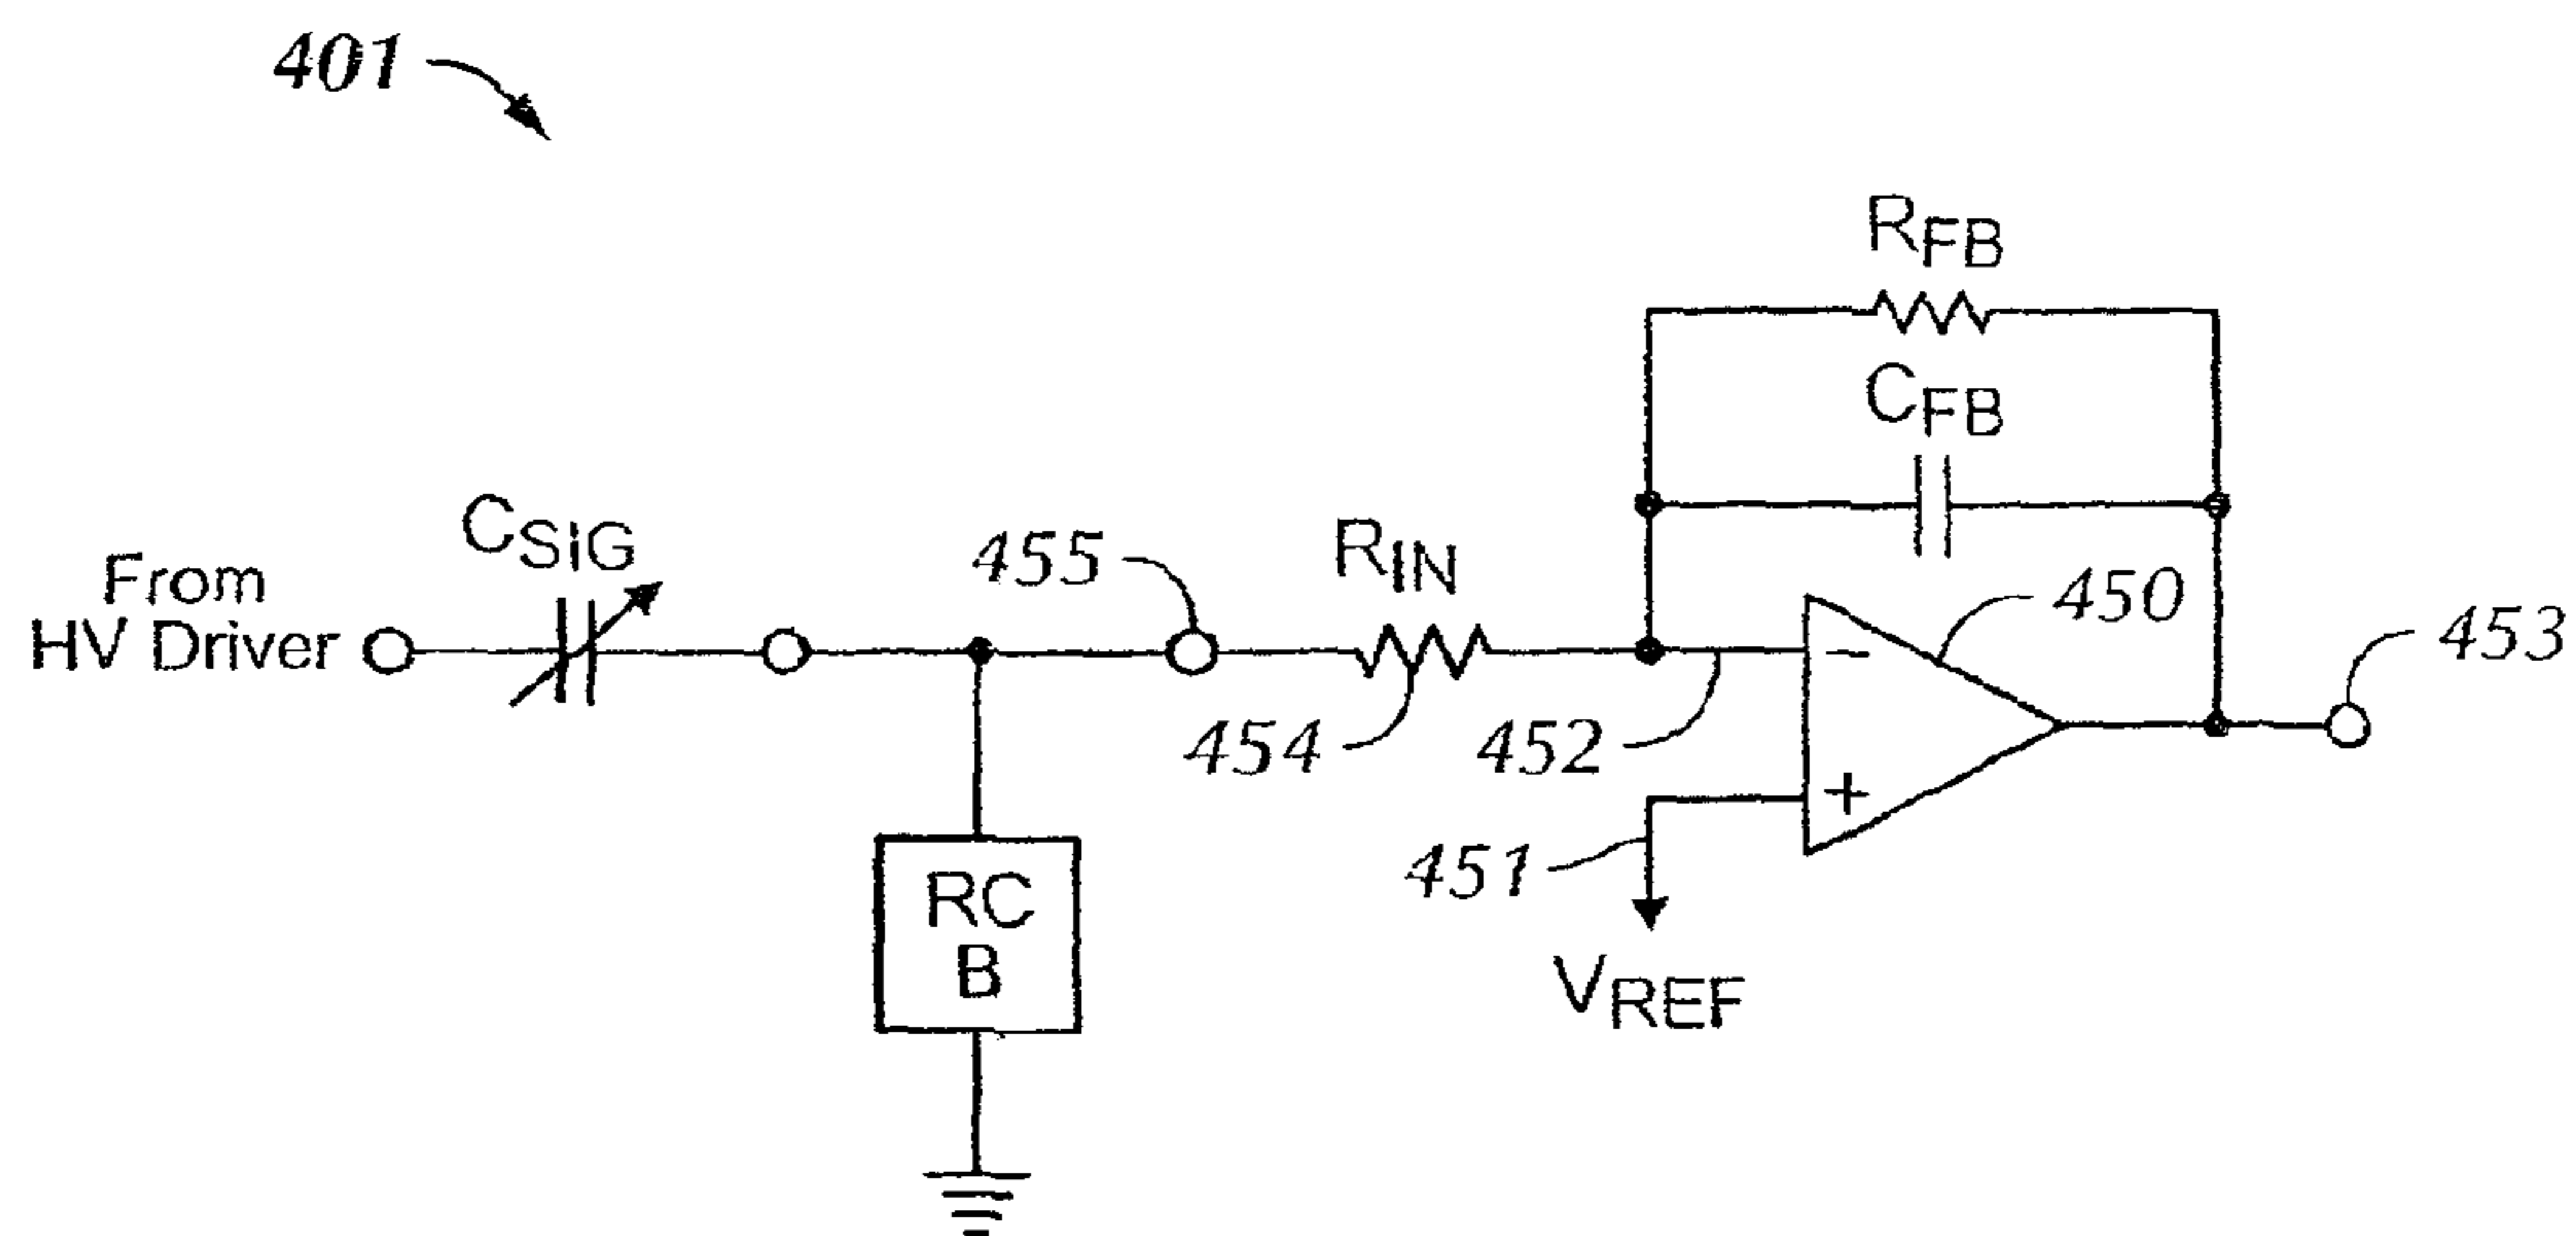 401
RFB
CFB
CSIG
From
HV Driver
455
RIN
450
453
454
452
-
+
451
RC
B
VREF